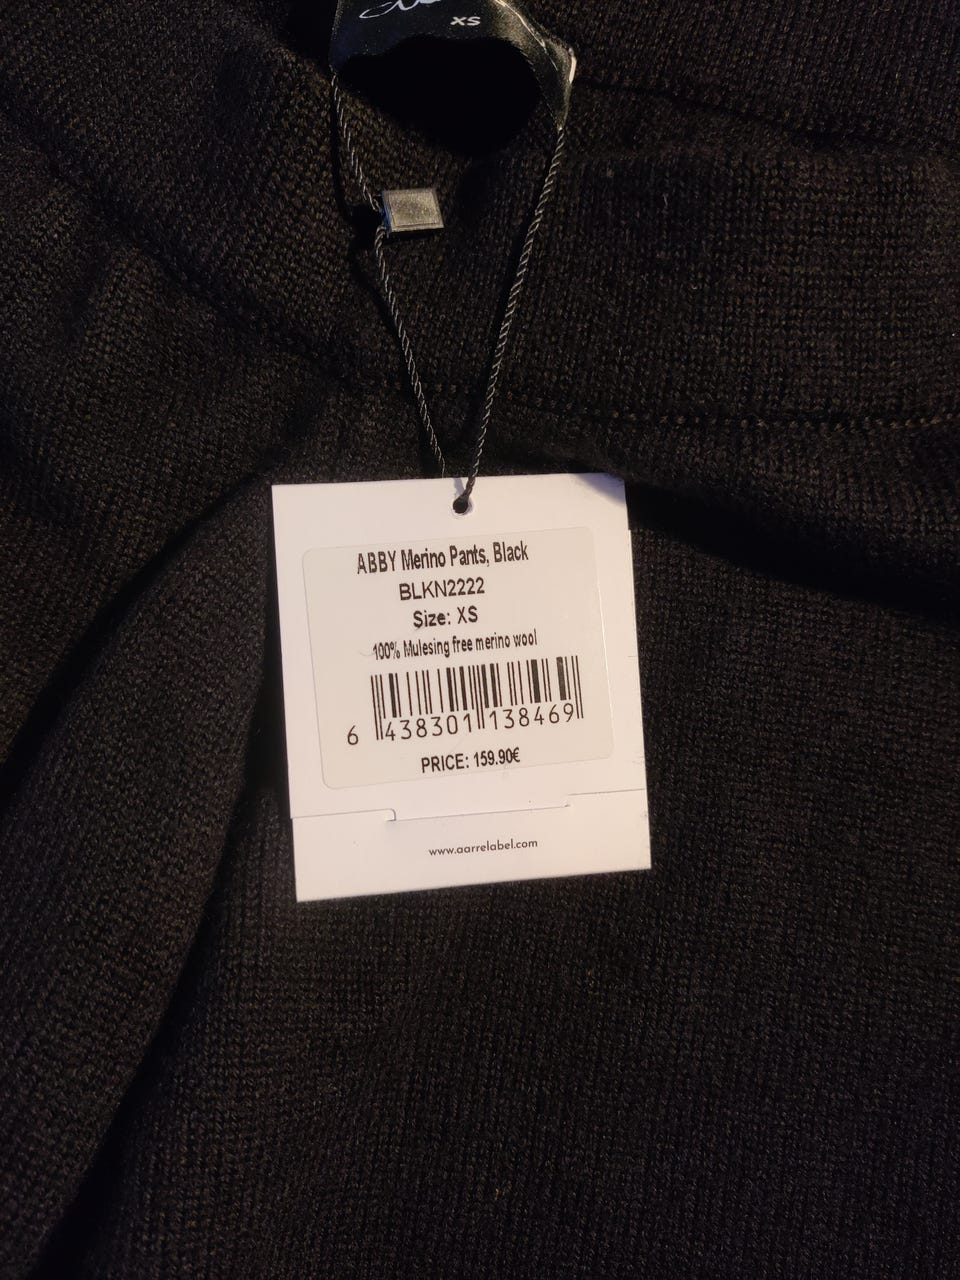 XS
ABBY Merino Pants, Black
BLKN2222
Size: XS
100% Mulesing free merino wool
6 438301 138469
PRICE: 159.90€
www.aarrelabel.com